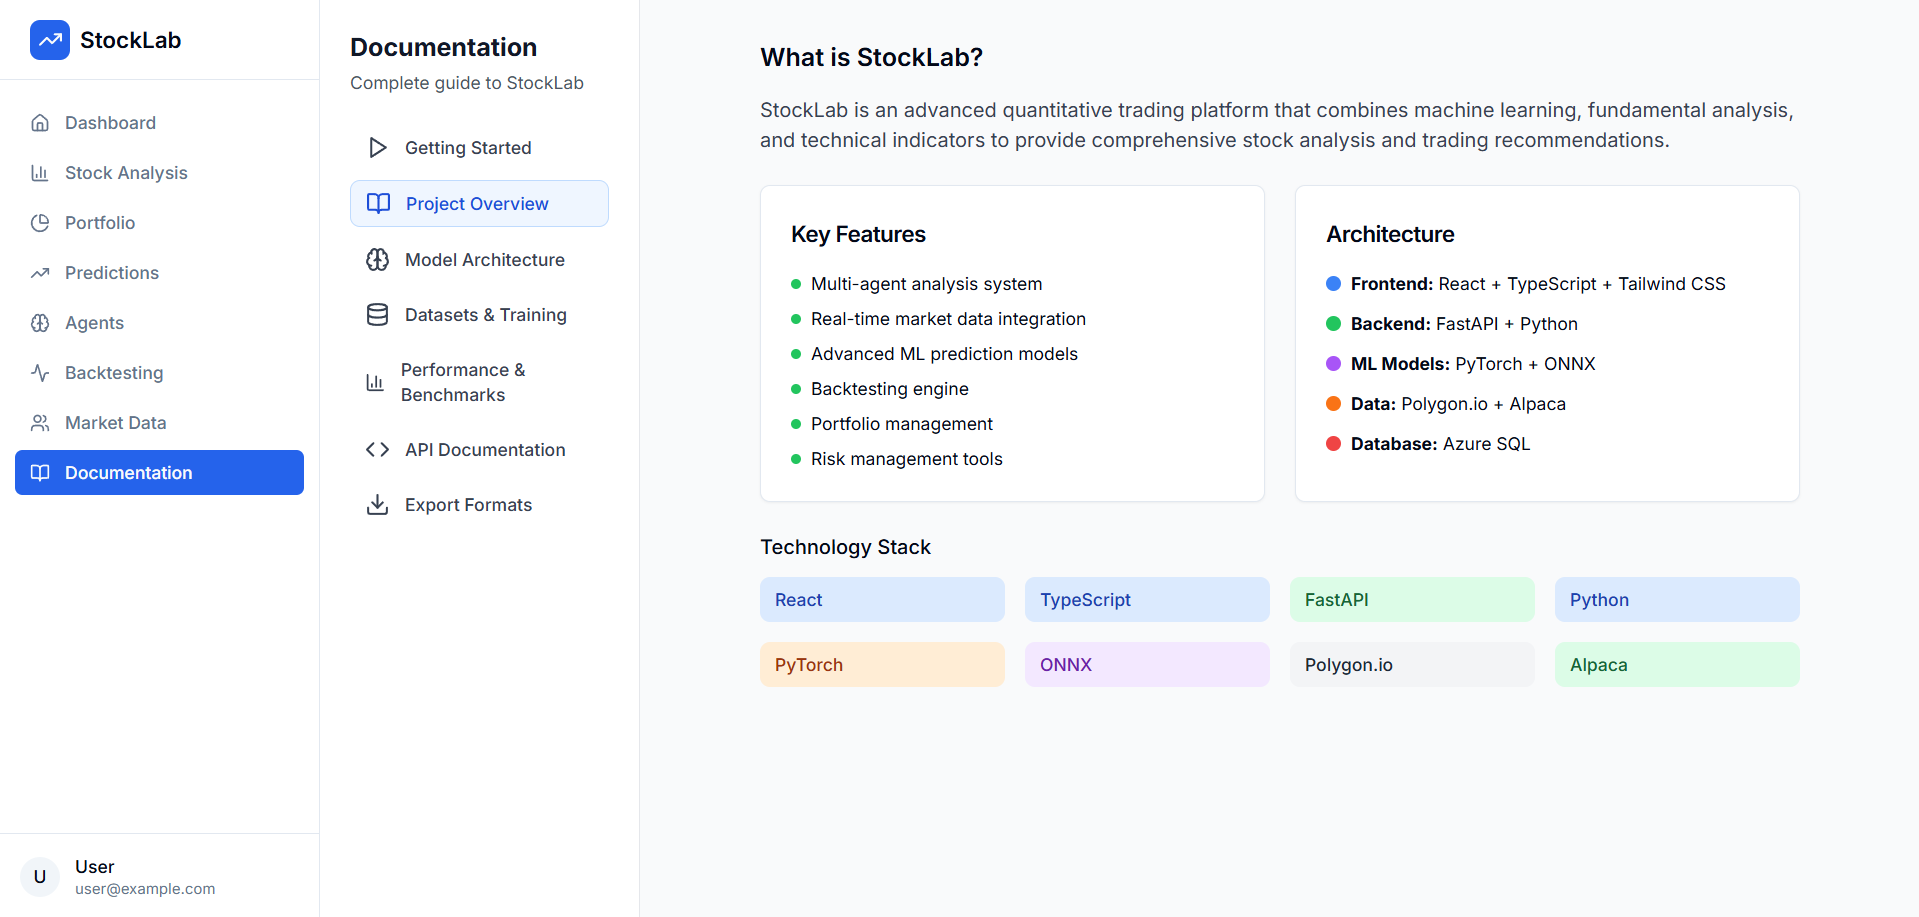 StockLab
Dashboard
Stock Analysis
Portfolio
Predictions
Agents
Backtesting
Market Data
Documentation
U
User
user@example.com
Documentation
Complete guide to StockLab
Getting Started
Project Overview
Model Architecture
Datasets & Training
Performance &
Benchmarks
API Documentation
Export Formats
What is StockLab?
StockLab is an advanced quantitative trading platform that combines machine learning, fundamental analysis,
and technical indicators to provide comprehensive stock analysis and trading recommendations.
Key Features
Multi-agent analysis system
Real-time market data integration
Advanced ML prediction models
Backtesting engine
Portfolio management
Risk management tools
Architecture
Frontend: React + TypeScript + Tailwind CSS
Backend: FastAPI + Python
ML Models: PyTorch + ONNX
Data: Polygon.io + Alpaca
Database: Azure SQL
Technology Stack
React
TypeScript
FastAPI
Python
PyTorch
ONNX
Polygon.io
Alpaca